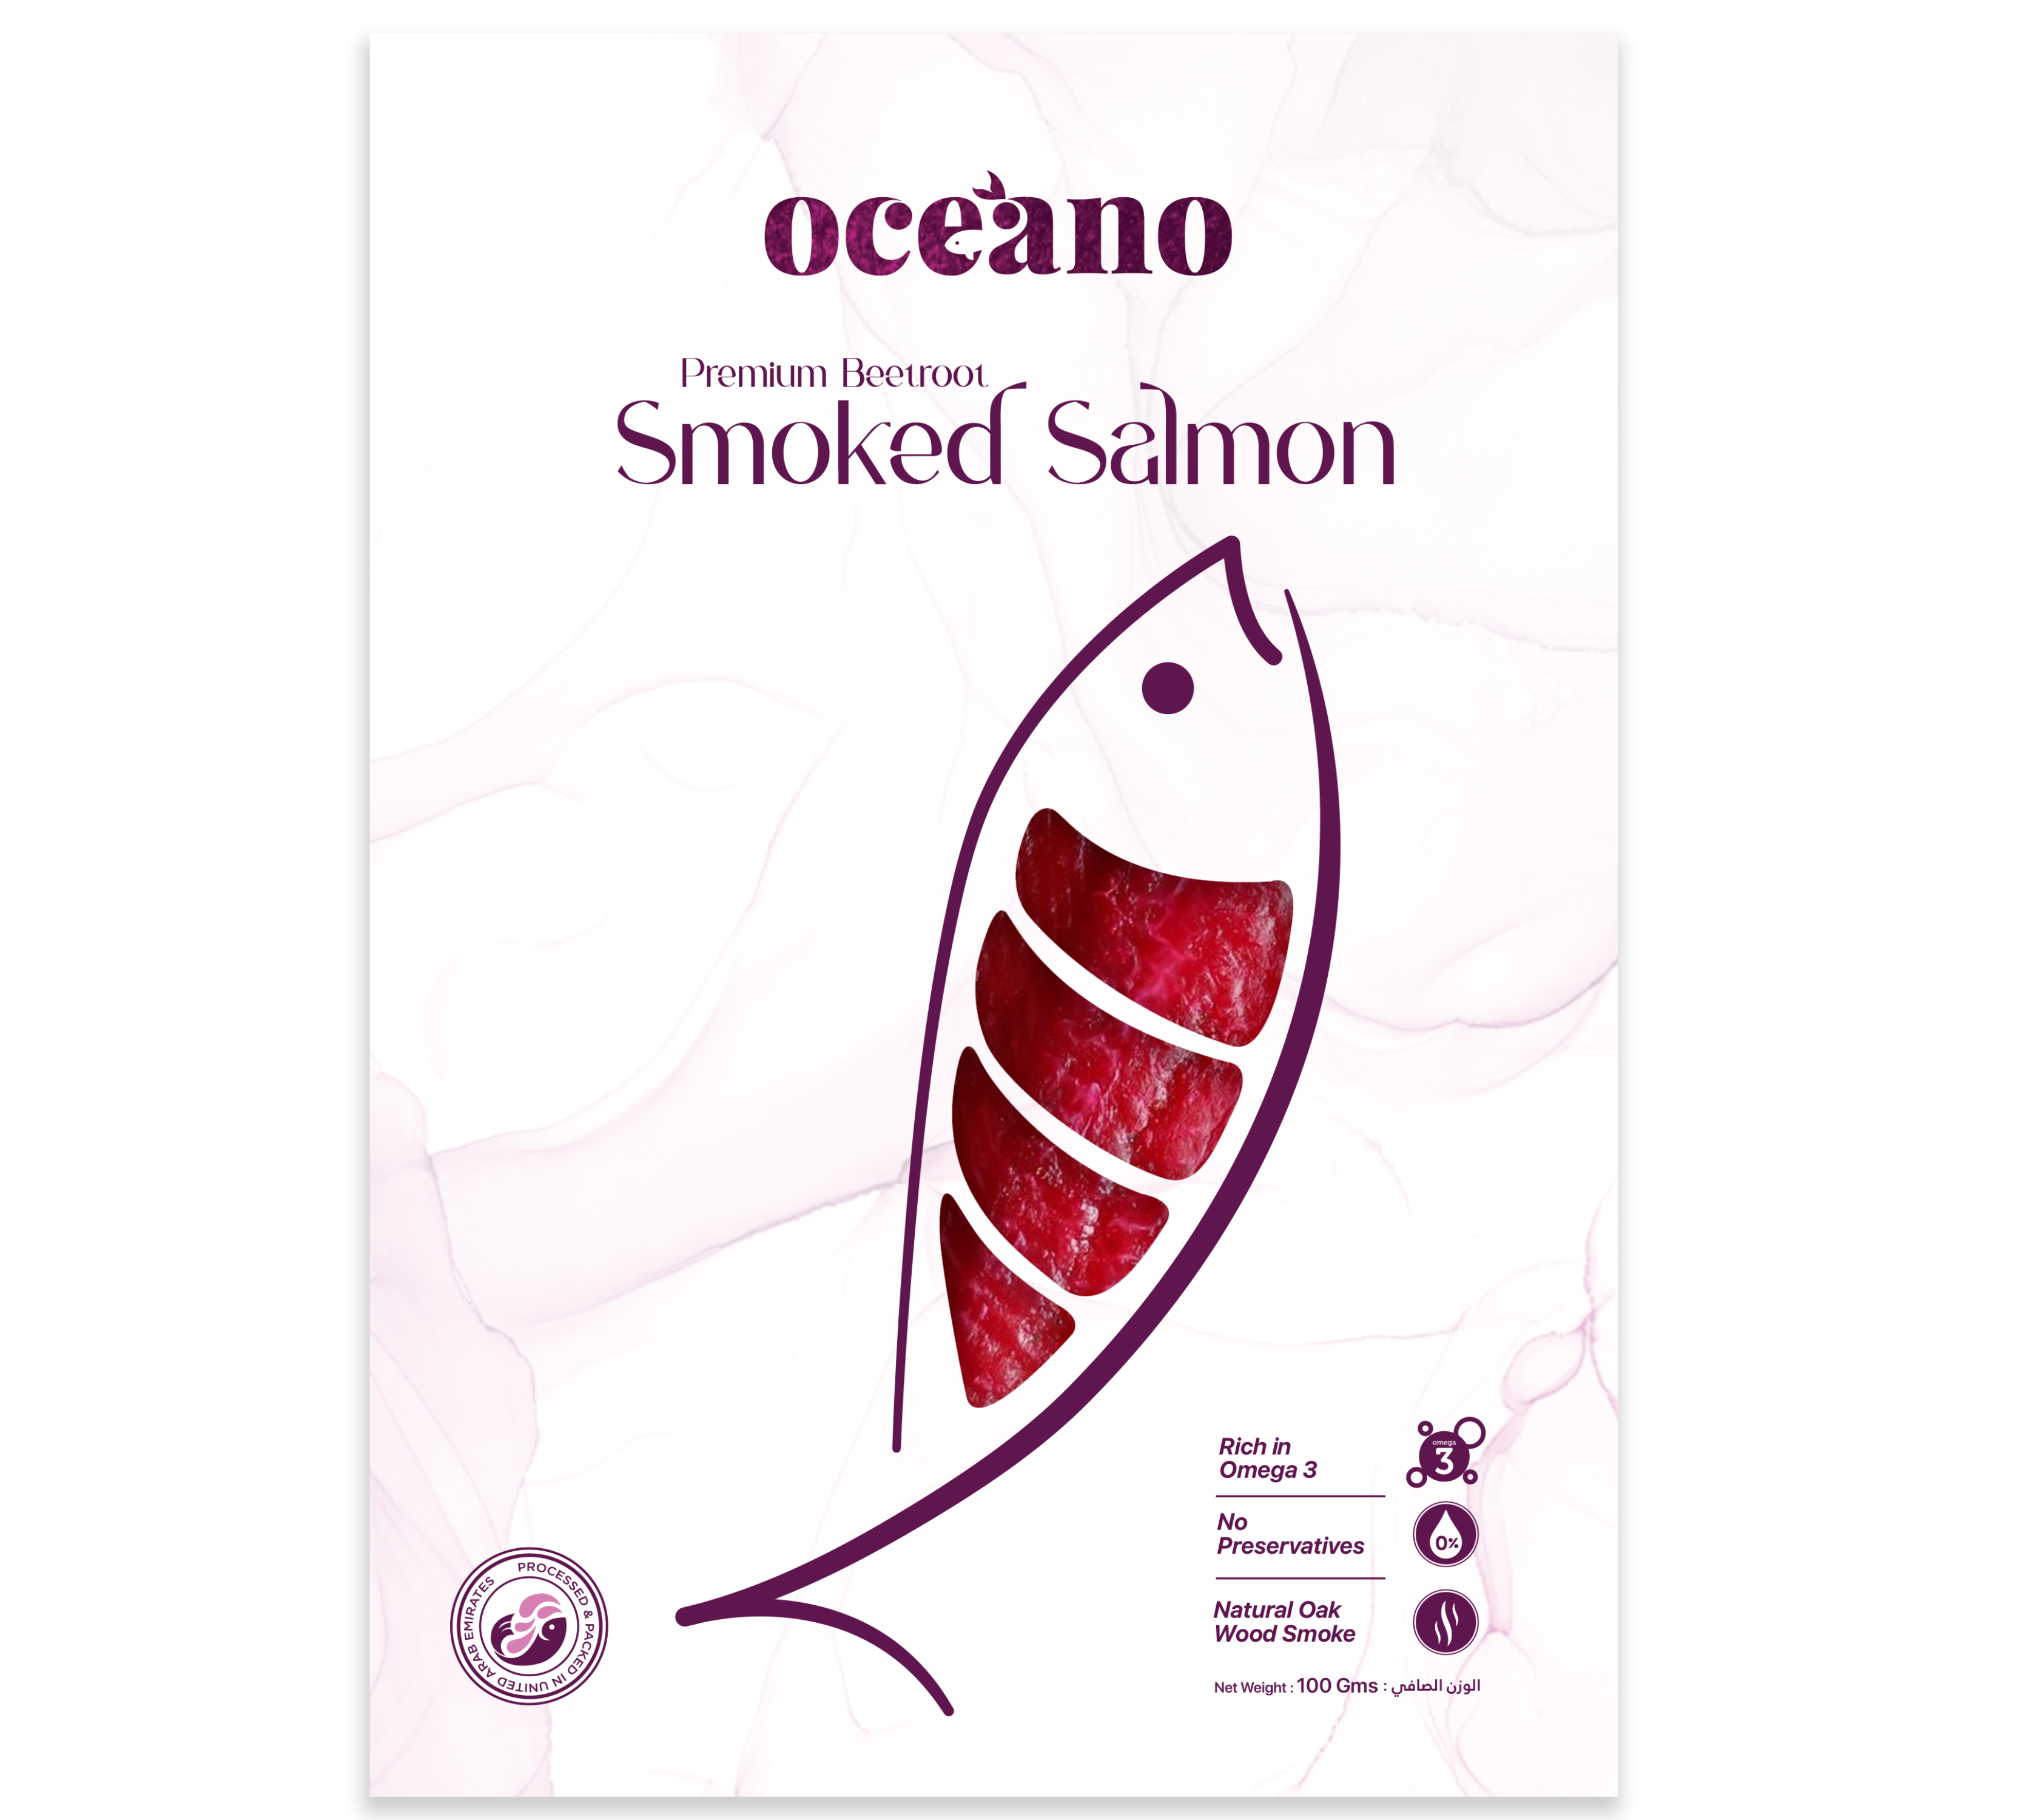 oceano
Premium Beetroot
Smoked Salmon
Rich in
Omega 3
omega
3
No
Preservatives
0%
Natural Oak
Wood Smoke
Net Weight : 100 Gms : الوزن الصافي
PROCESSED & PACKED IN UNITED ARAB EMIRATES